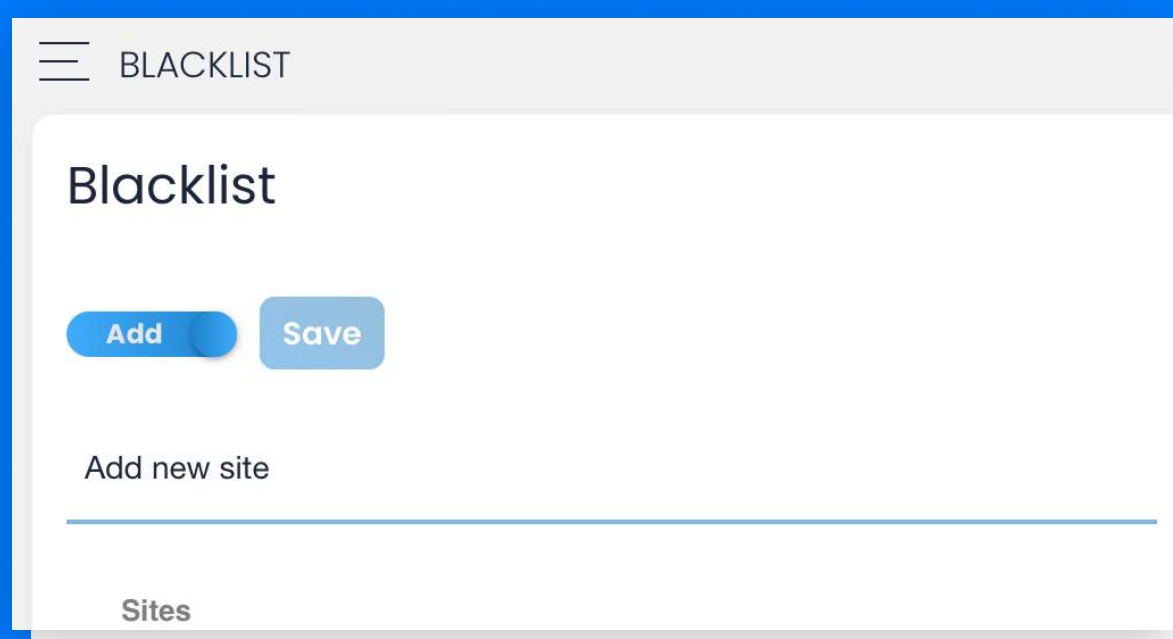 BLACKLIST
Blacklist
Add Save
Add new site
Sites